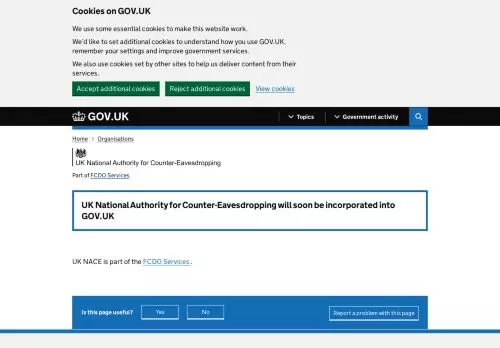 Cookies on GOV.UK
We use some essential cookies to make this website work.
We'd like to set additional cookies to understand how you use GOV.UK,
remember your settings and improve government services.
We also use cookies set by other sites to help us deliver content from their
services.
Accept additional cookies Reject additional cookies View cookies
GOV.UK Topics Government activity
Home Organisations
UK National Authority for Counter-Eavesdropping
Part of FCDO Services
UK National Authority for Counter-Eavesdropping will soon be incorporated into
GOV.UK
UK NACE is part of the FCDO Services .
Is this page useful? Yes No Report a problem with this page